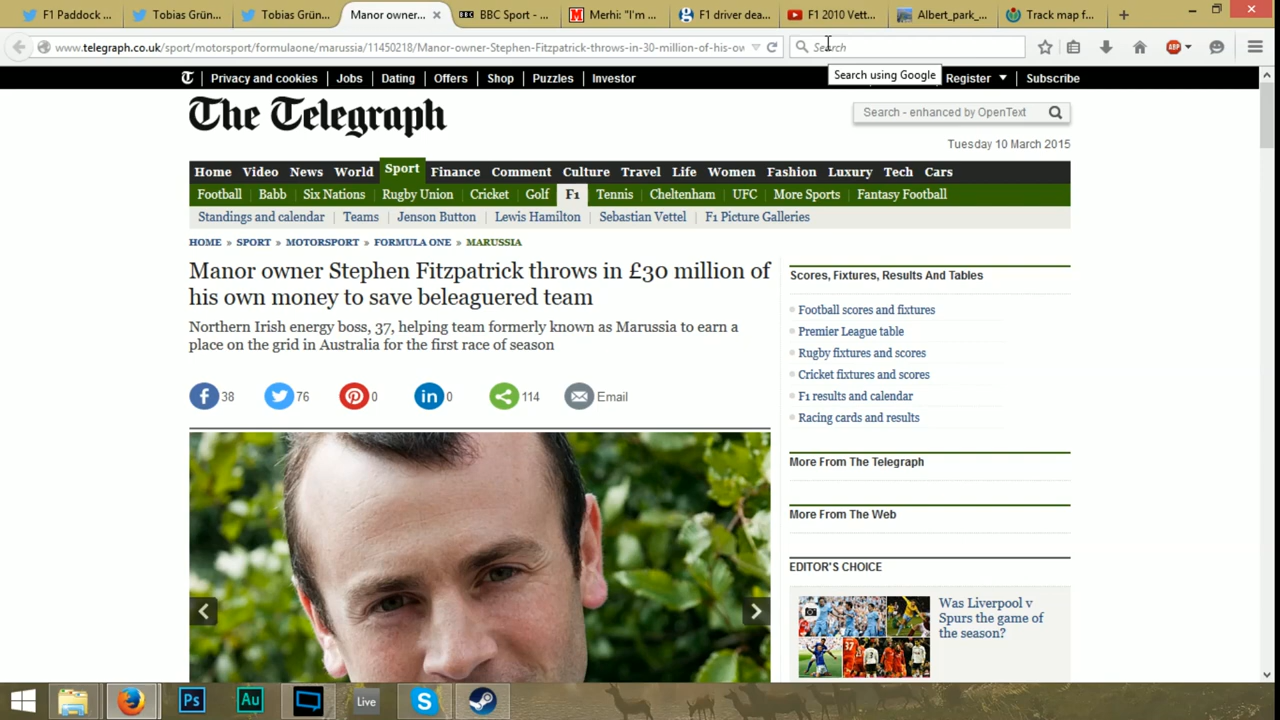 F1 Paddock ...
Tobias Grün...
Tobias Grün...
Manor owner...
BBC Sport - ...
Merhi: "I'm ...
F1 driver dea...
F1 2010 Vett...
Albert_park_...
Track map f...
www.telegraph.co.uk/sport/motorsport/formulaone/marussia/11450218/Manor-owner-Stephen-Fitzpatrick-throws-in-30-million-of-his-ow
Search
ABP
Search using Google
Privacy and cookies
Jobs
Dating
Offers
Shop
Puzzles
Investor
Register
Subscribe
The Telegraph
Search - enhanced by OpenText
Tuesday 10 March 2015
Home Video News World Sport Finance Comment Culture Travel Life Women Fashion Luxury Tech Cars
Football Babb Six Nations Rugby Union Cricket Golf F1 Tennis Cheltenham UFC More Sports Fantasy Football
Standings and calendar Teams Jenson Button Lewis Hamilton Sebastian Vettel F1 Picture Galleries
HOME » SPORT » MOTORSPORT » FORMULA ONE » MARUSSIA
Manor owner Stephen Fitzpatrick throws in £30 million of
his own money to save beleaguered team
Northern Irish energy boss, 37, helping team formerly known as Marussia to earn a
place on the grid in Australia for the first race of season
38
76
0
0
114
Email
Scores, Fixtures, Results And Tables
Football scores and fixtures
Premier League table
Rugby fixtures and scores
Cricket fixtures and scores
F1 results and calendar
Racing cards and results
More From The Telegraph
More From The Web
EDITOR'S CHOICE
Was Liverpool v
Spurs the game of
the season?
Ps
Au
Live